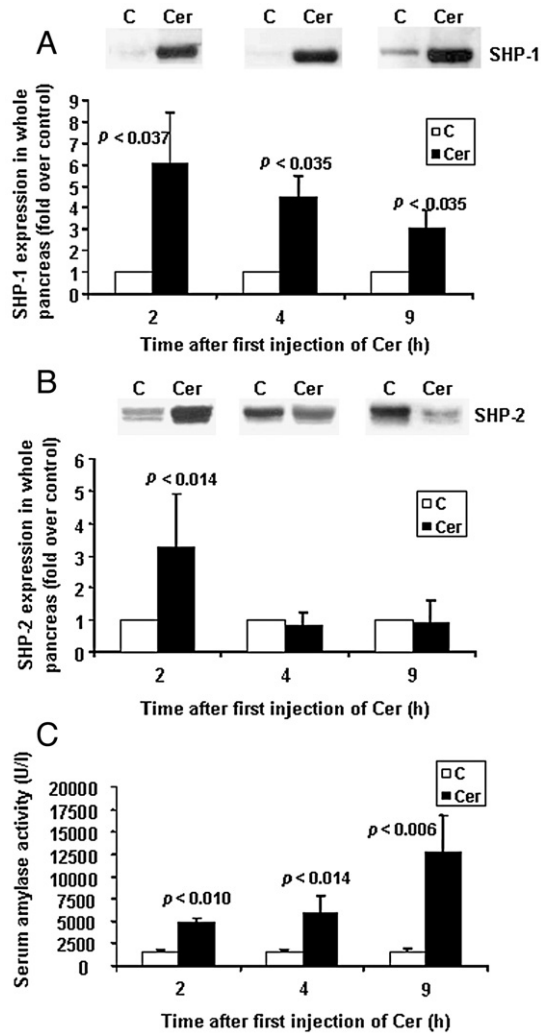 A
C Cer C Cer C Cer
SHP-1
SHP-1 expression in whole
pancreas (fold over control)
9
8
7
6
5
4
3
2
1
0
p < 0.037
p < 0.035
p < 0.035
C
Cer
2 4 9
Time after first injection of Cer (h)
B
C Cer C Cer C Cer
SHP-2
SHP-2 expression in whole
pancreas (fold over control)
6
5
4
3
2
1
0
p < 0.014
C
Cer
2 4 9
Time after first injection of Cer (h)
C
Serum amylase activity (U/l)
20000
17500
15000
12500
10000
7500
5000
2500
0
p < 0.010
p < 0.014
p < 0.006
C
Cer
2 4 9
Time after first injection of Cer (h)